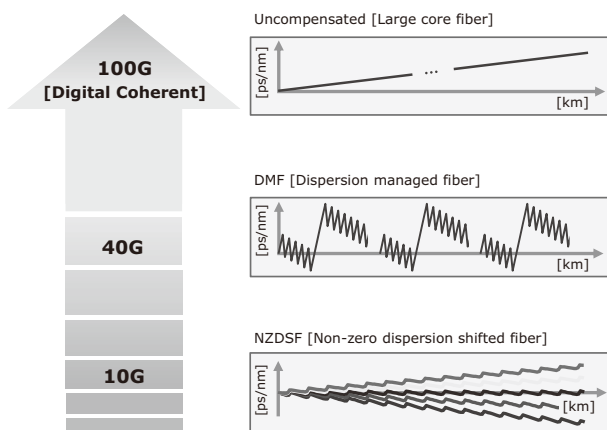 100G
[Digital Coherent]
40G
10G
Uncompensated [Large core fiber]
[ps/nm]
...
[km]
DMF [Dispersion managed fiber]
[ps/nm]
[km]
NZDSF [Non-zero dispersion shifted fiber]
[ps/nm]
[km]